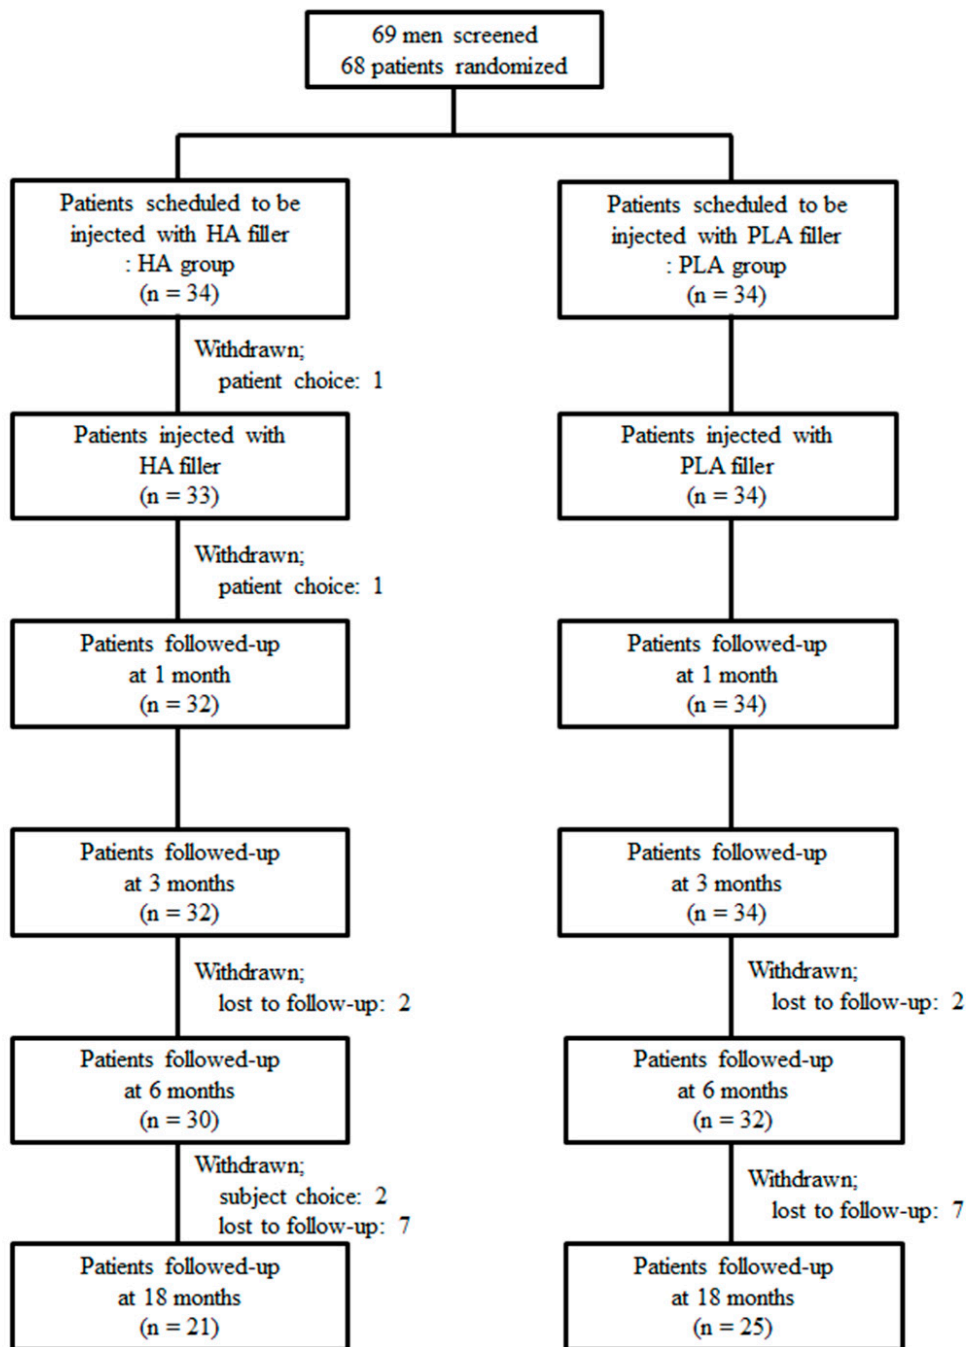 69 men screened
68 patients randomized
Patients scheduled to be
injected with HA filler
: HA group
(n = 34)
Patients scheduled to be
injected with PLA filler
: PLA group
(n = 34)
Withdrawn;
patient choice: 1
Patients injected with
HA filler
(n = 33)
Patients injected with
PLA filler
(n = 34)
Withdrawn;
patient choice: 1
Patients followed-up
at 1 month
(n = 32)
Patients followed-up
at 1 month
(n = 34)
Patients followed-up
at 3 months
(n = 32)
Patients followed-up
at 3 months
(n = 34)
Withdrawn;
lost to follow-up: 2
Withdrawn;
lost to follow-up: 2
Patients followed-up
at 6 months
(n = 30)
Patients followed-up
at 6 months
(n = 32)
Withdrawn;
subject choice: 2
lost to follow-up: 7
Withdrawn;
lost to follow-up: 7
Patients followed-up
at 18 months
(n = 21)
Patients followed-up
at 18 months
(n = 25)